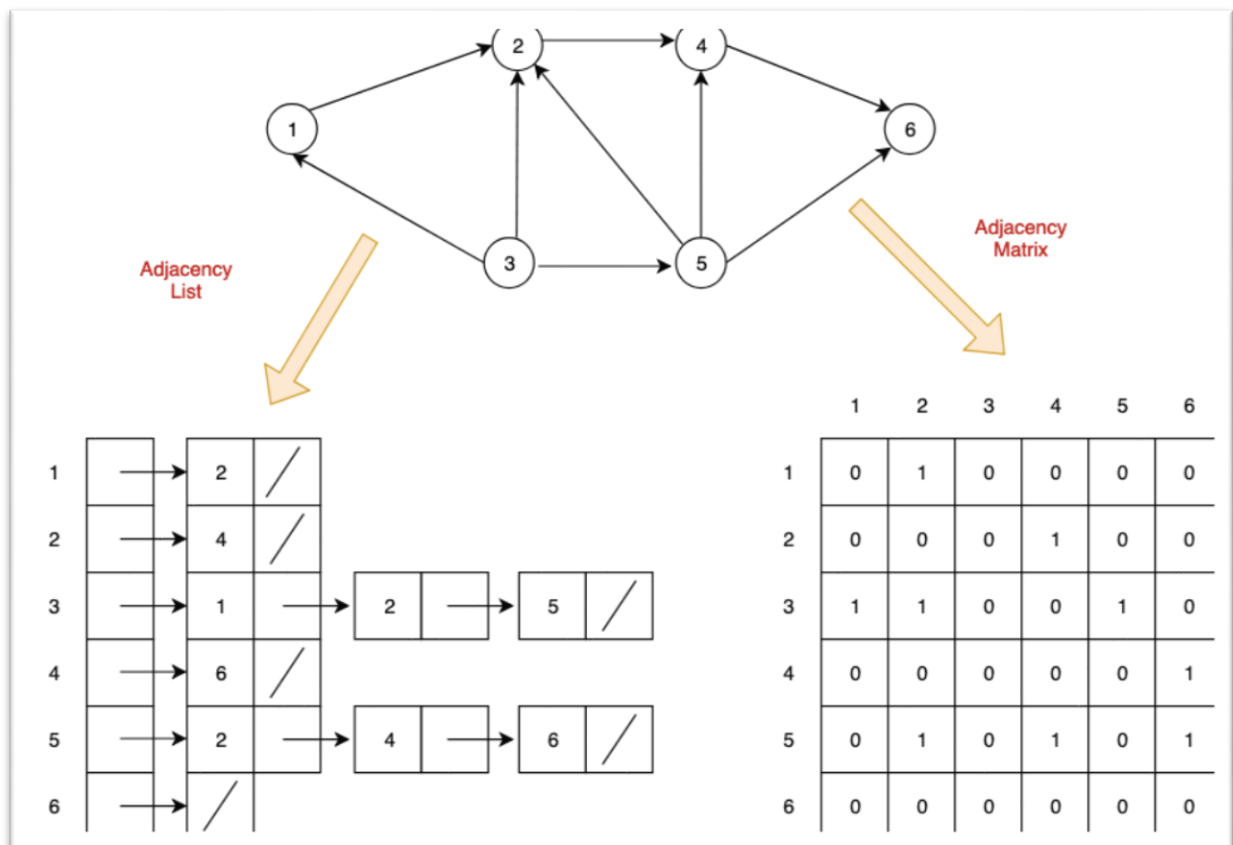 2 4
1 6
3 5
Adjacency
List
Adjacency
Matrix
1 2 3 4 5 6
1 2
2 4
3 1 2 5
4 6
5 2 4 6
6
1 0 1 0 0 0 0
2 0 0 0 1 0 0
3 1 1 0 0 1 0
4 0 0 0 0 0 1
5 0 1 0 1 0 1
6 0 0 0 0 0 0